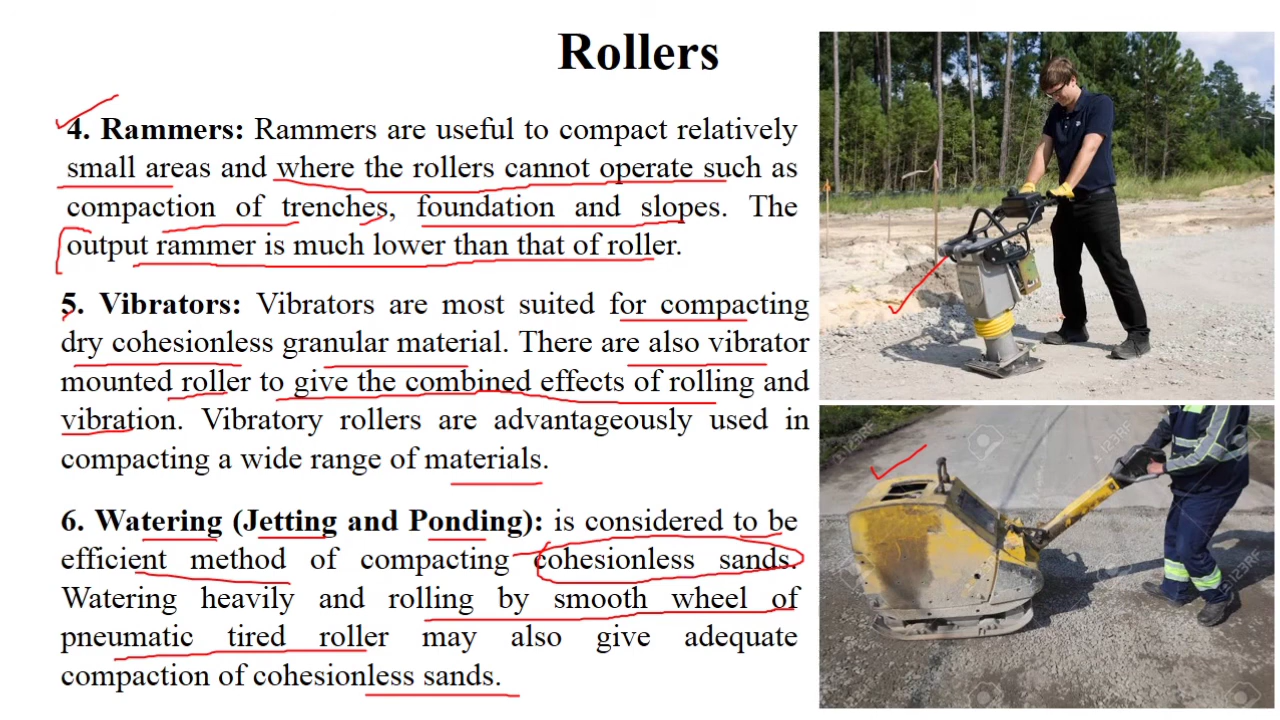 Rollers
4. Rammers: Rammers are useful to compact relatively
small areas and where the rollers cannot operate such as
compaction of trenches, foundation and slopes. The
output rammer is much lower than that of roller.
5. Vibrators: Vibrators are most suited for compacting
dry cohesionless granular material. There are also vibrator
mounted roller to give the combined effects of rolling and
vibration. Vibratory rollers are advantageously used in
compacting a wide range of materials.
6. Watering (Jetting and Ponding): is considered to be
efficient method of compacting cohesionless sands.
Watering heavily and rolling by smooth wheel of
pneumatic tired roller may also give adequate
compaction of cohesionless sands.
123RF
123RF
123RF
123RF